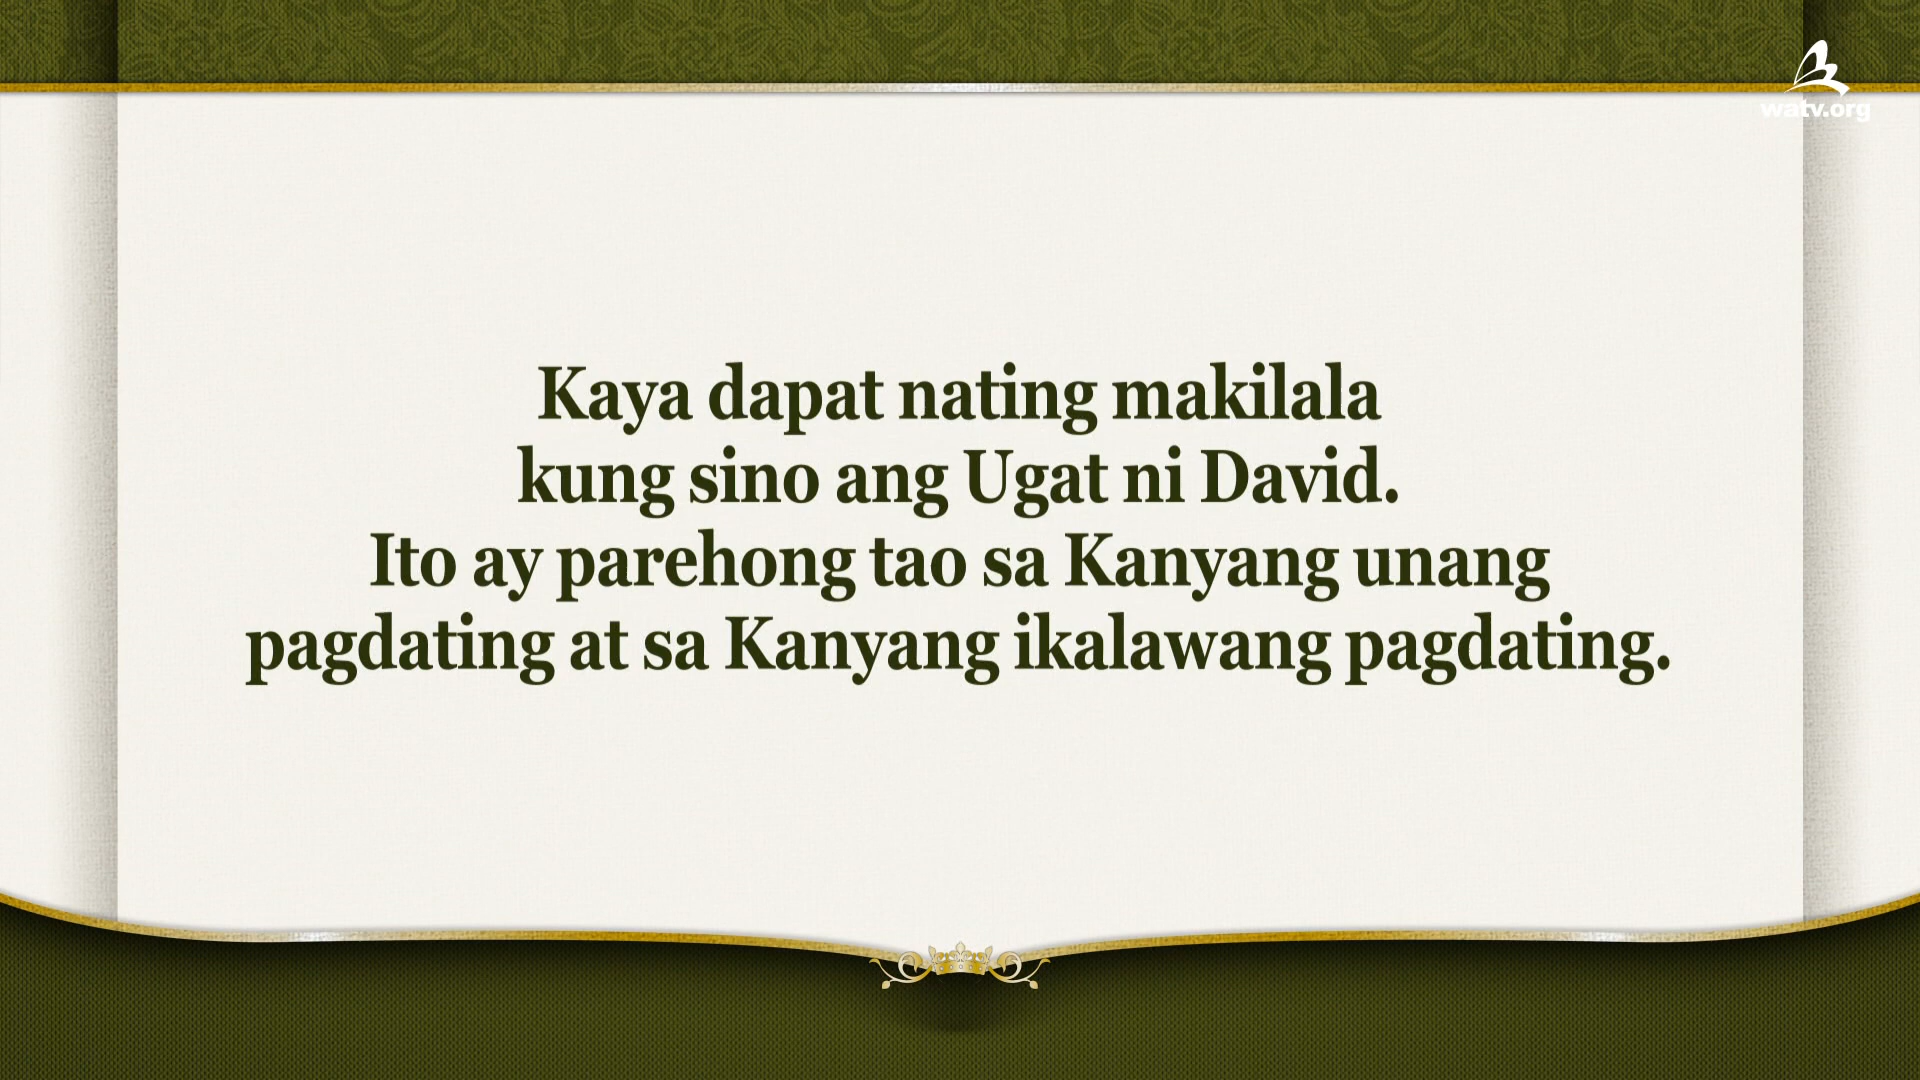 watv.org
Kaya dapat nating makilala
kung sino ang Ugat ni David.
Ito ay parehong tao sa Kanyang unang
pagdating at sa Kanyang ikalawang pagdating.